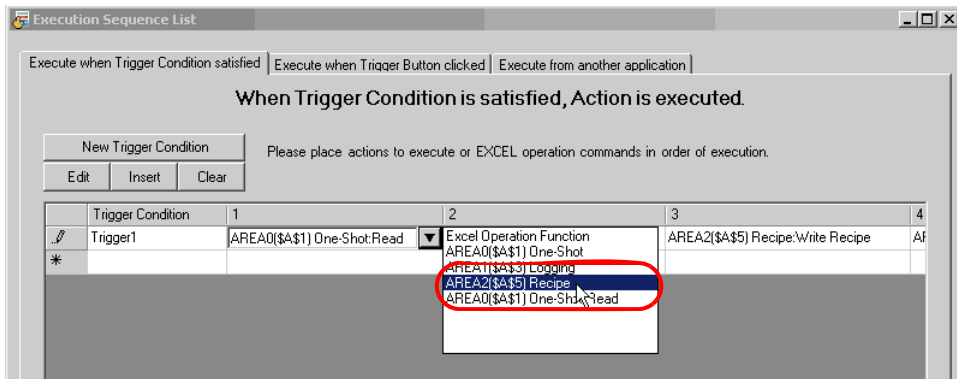 Execution Sequence List
Execute when Trigger Condition satisfied Execute when Trigger Button clicked Execute from another application
When Trigger Condition is satisfied, Action is executed.
New Trigger Condition
Please place actions to execute or EXCEL operation commands in order of execution.
Edit Insert Clear
Trigger Condition 1 2 3 4
Trigger1 AREA0($A$1) One-Shot:Read Excel Operation Function AREA2($A$5) Recipe:Write Recipe
AREA0($A$1) One-Shot
AREA1($A$3) Logging
AREA2($A$5) Recipe
AREA0($A$1) One-Shot:Read